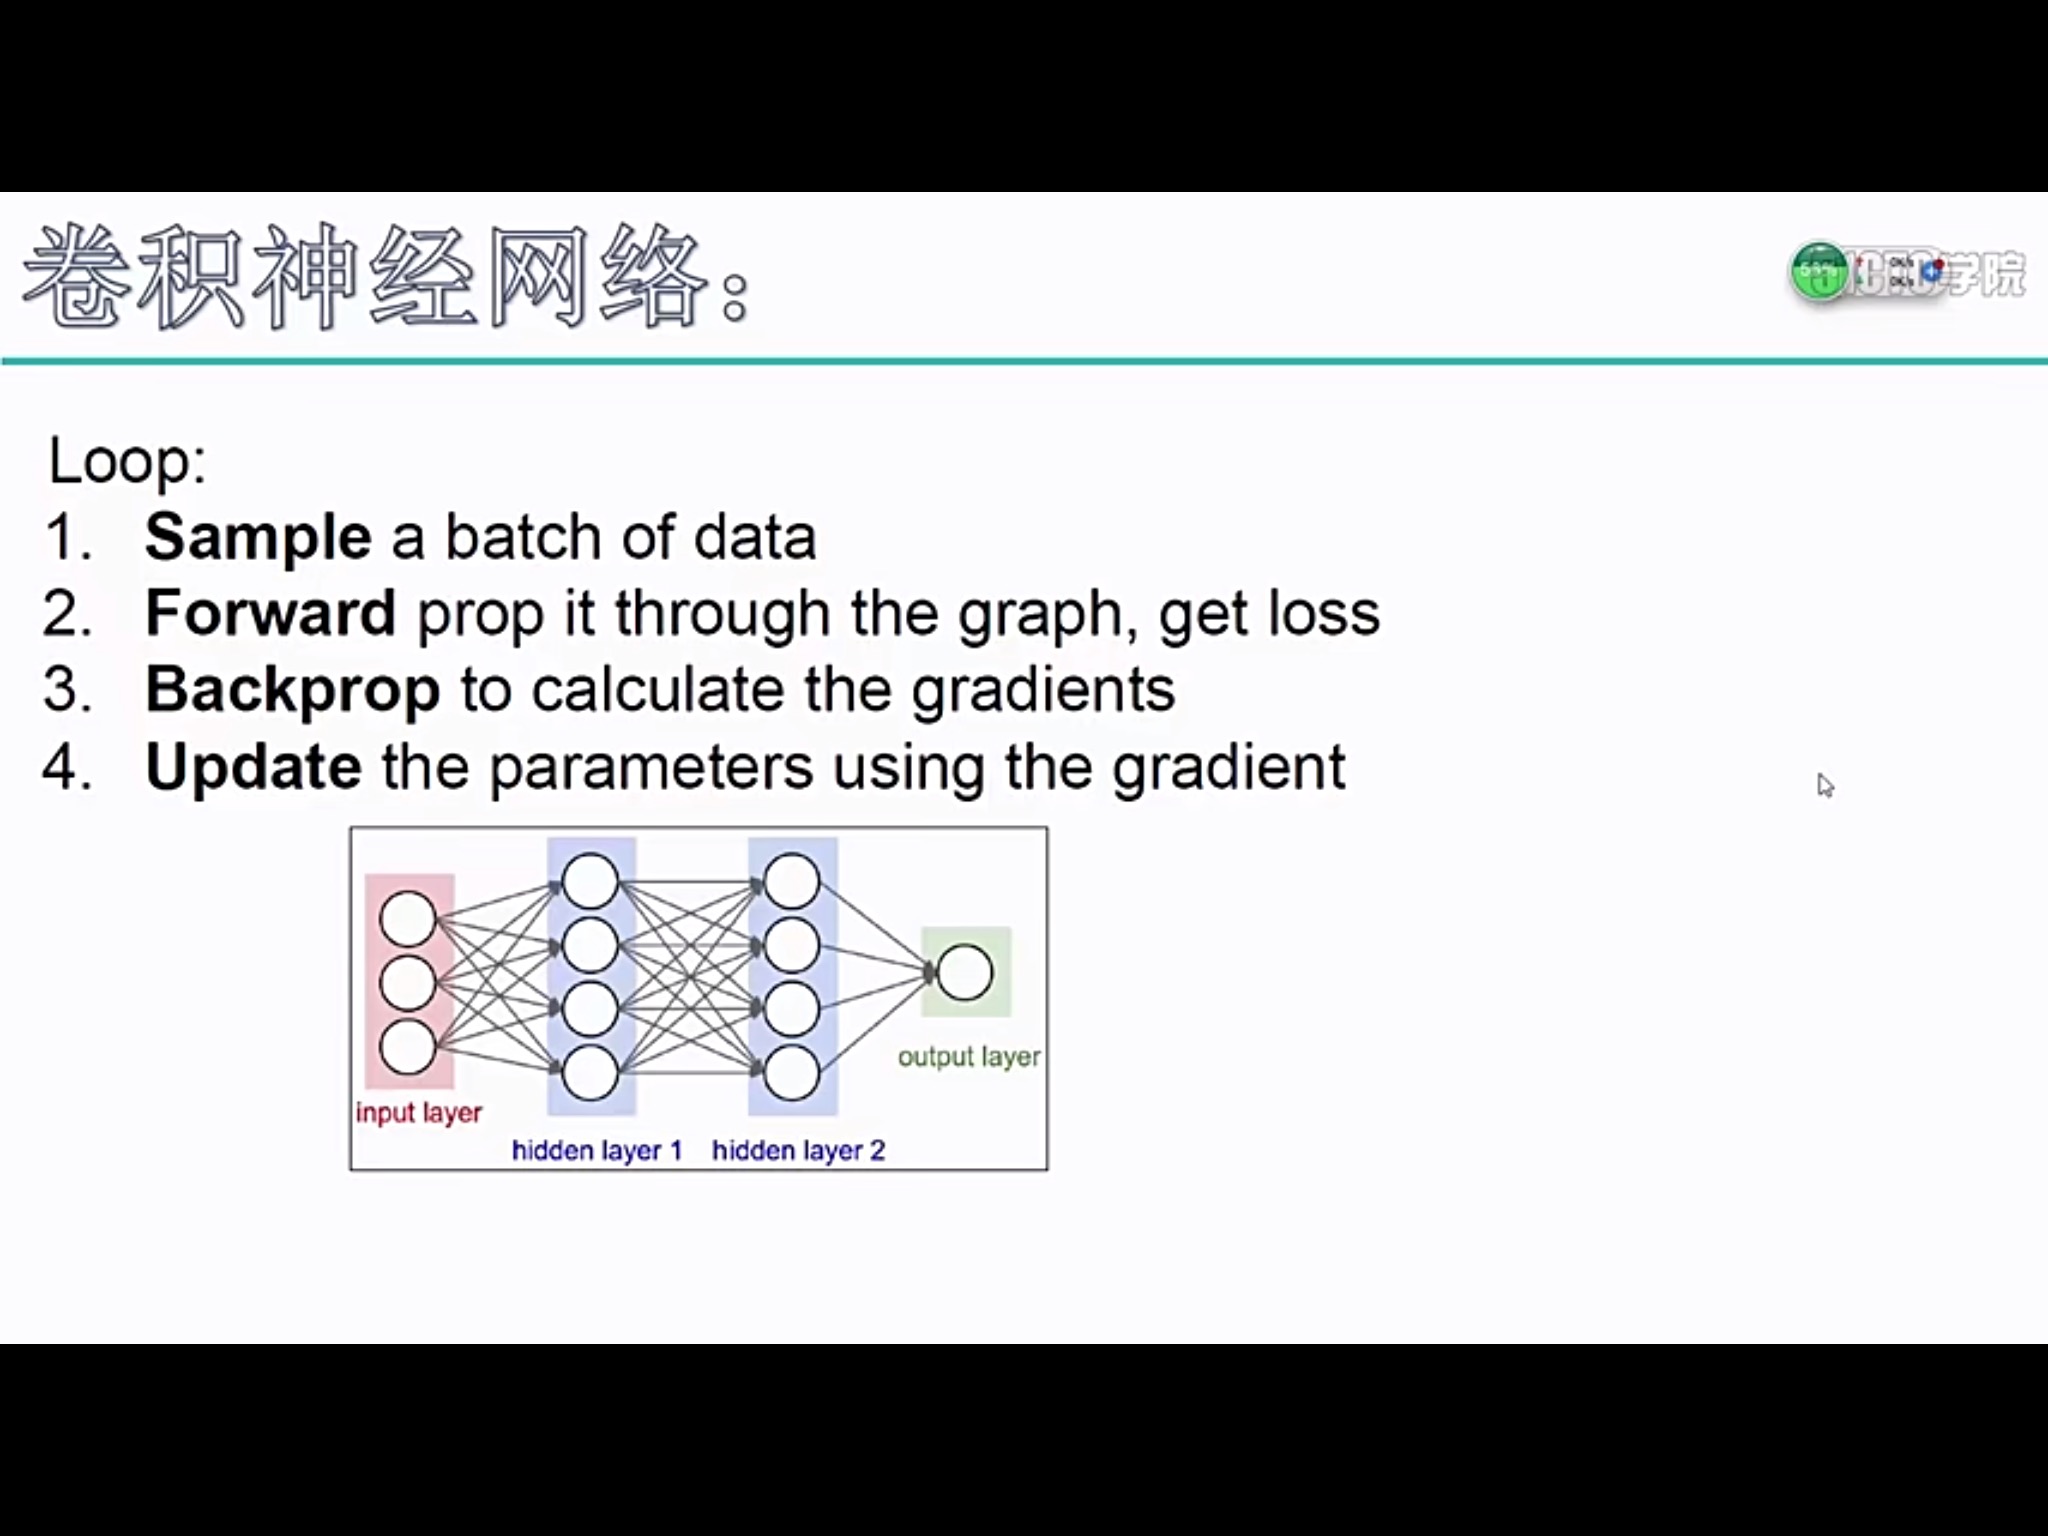 卷积神经网络：
学院
Loop:
1. Sample a batch of data
2. Forward prop it through the graph, get loss
3. Backprop to calculate the gradients
4. Update the parameters using the gradient
output layer
input layer
hidden layer 1 hidden layer 2